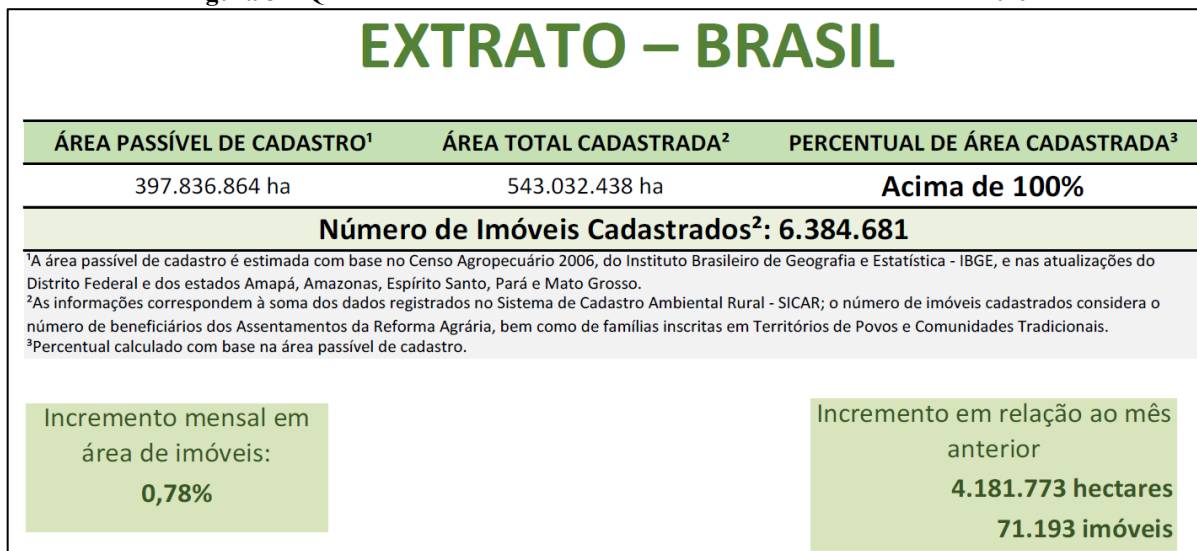 EXTRATO – BRASIL
ÁREA PASSÍVEL DE CADASTRO¹ ÁREA TOTAL CADASTRADA² PERCENTUAL DE ÁREA CADASTRADA³
397.836.864 ha 543.032.438 ha Acima de 100%
Número de Imóveis Cadastrados²: 6.384.681
¹A área passível de cadastro é estimada com base no Censo Agropecuário 2006, do Instituto Brasileiro de Geografia e Estatística - IBGE, e nas atualizações do
Distrito Federal e dos estados Amapá, Amazonas, Espírito Santo, Pará e Mato Grosso.
²As informações correspondem à soma dos dados registrados no Sistema de Cadastro Ambiental Rural - SICAR; o número de imóveis cadastrados considera o
número de beneficiários dos Assentamentos da Reforma Agrária, bem como de famílias inscritas em Territórios de Povos e Comunidades Tradicionais.
³Percentual calculado com base na área passível de cadastro.
Incremento mensal em
área de imóveis:
0,78%
Incremento em relação ao mês
anterior
4.181.773 hectares
71.193 imóveis